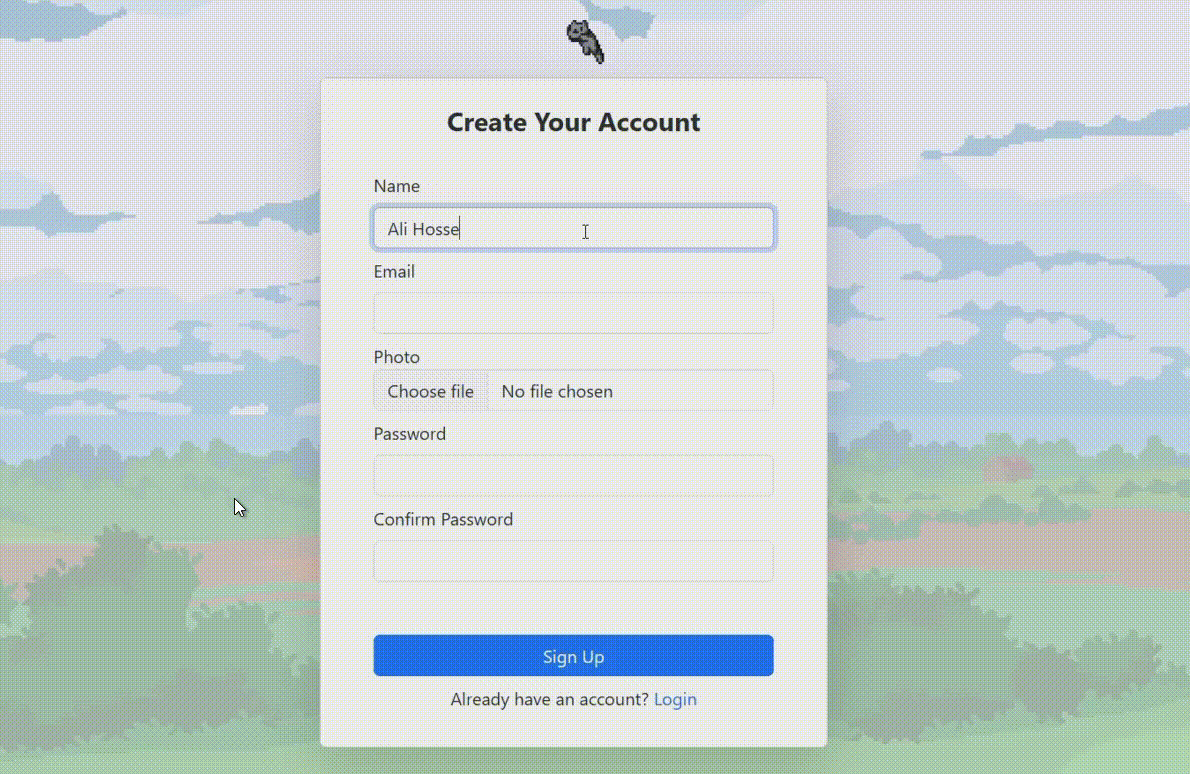 Create Your Account
Name
Ali Hosse
Email
Photo
Choose file No file chosen
Password
Confirm Password
Sign Up
Already have an account? Login